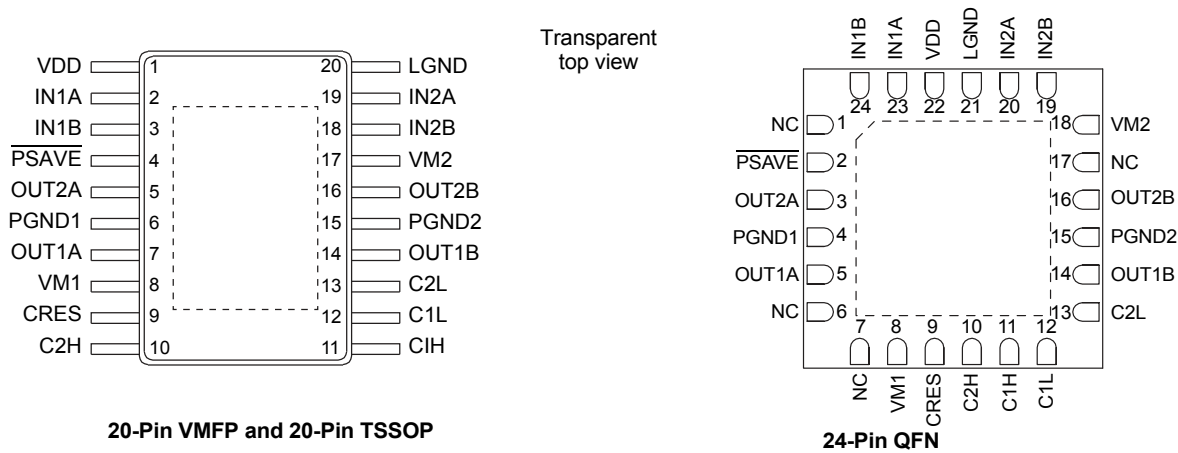 Transparent
top view
VDD 1
IN1A 2
IN1B 3
PSAVE 4
OUT2A 5
PGND1 6
OUT1A 7
VM1 8
CRES 9
C2H 10
20 LGND
19 IN2A
18 IN2B
17 VM2
16 OUT2B
15 PGND2
14 OUT1B
13 C2L
12 C1L
11 CIH
20-Pin VMFP and 20-Pin TSSOP
IN1B IN1A VDD LGND IN2A IN2B
24 23 22 21 20 19
NC 1
PSAVE 2
OUT2A 3
PGND1 4
OUT1A 5
NC 6
18 VM2
17 NC
16 OUT2B
15 PGND2
14 OUT1B
13 C2L
7 8 9 10 11 12
NC VM1 CRES C2H C1H C1L
24-Pin QFN